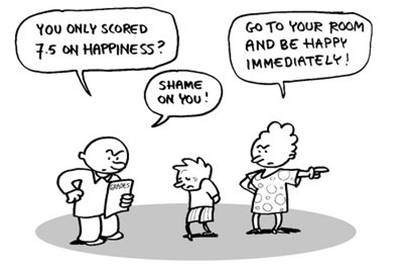 YOU ONLY SCORED
7.5 ON HAPPINESS?
SHAME
ON YOU!
GO TO YOUR ROOM
AND BE HAPPY
IMMEDIATELY!
GRADES